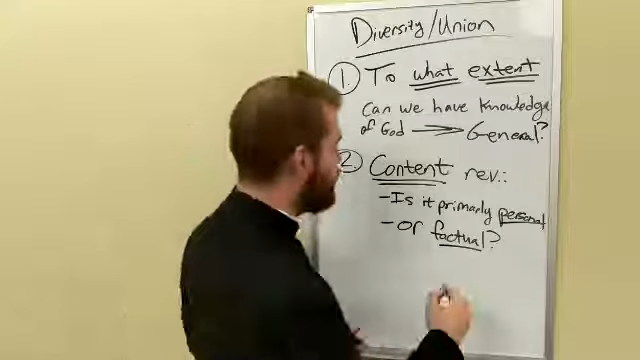 Diversity/Union
1. To what extent
Can we have knowledge
of God → General?
2 Content rev::
-Is it primarly personal
-or factual?